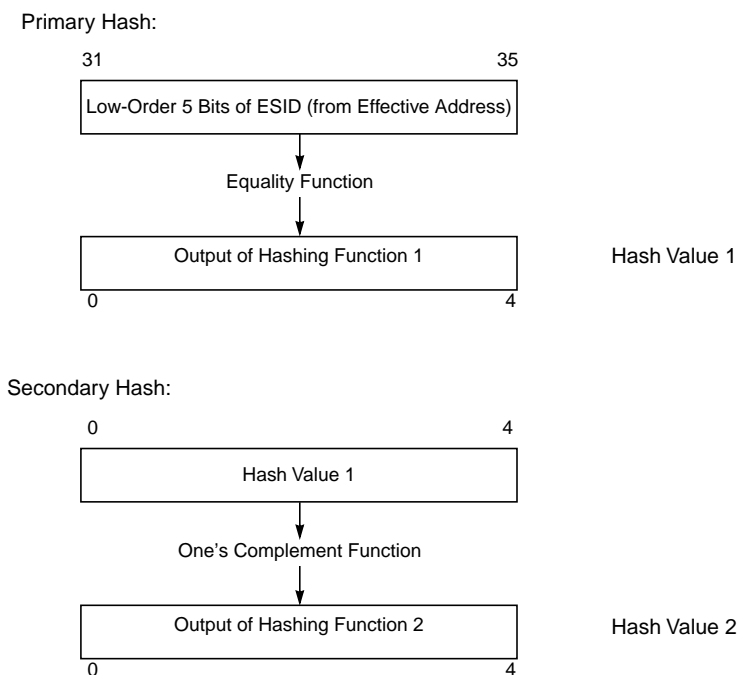 Primary Hash:
31 35
Low-Order 5 Bits of ESID (from Effective Address)
Equality Function
Output of Hashing Function 1
Hash Value 1
0 4
Secondary Hash:
0 4
Hash Value 1
One's Complement Function
Output of Hashing Function 2
Hash Value 2
0 4